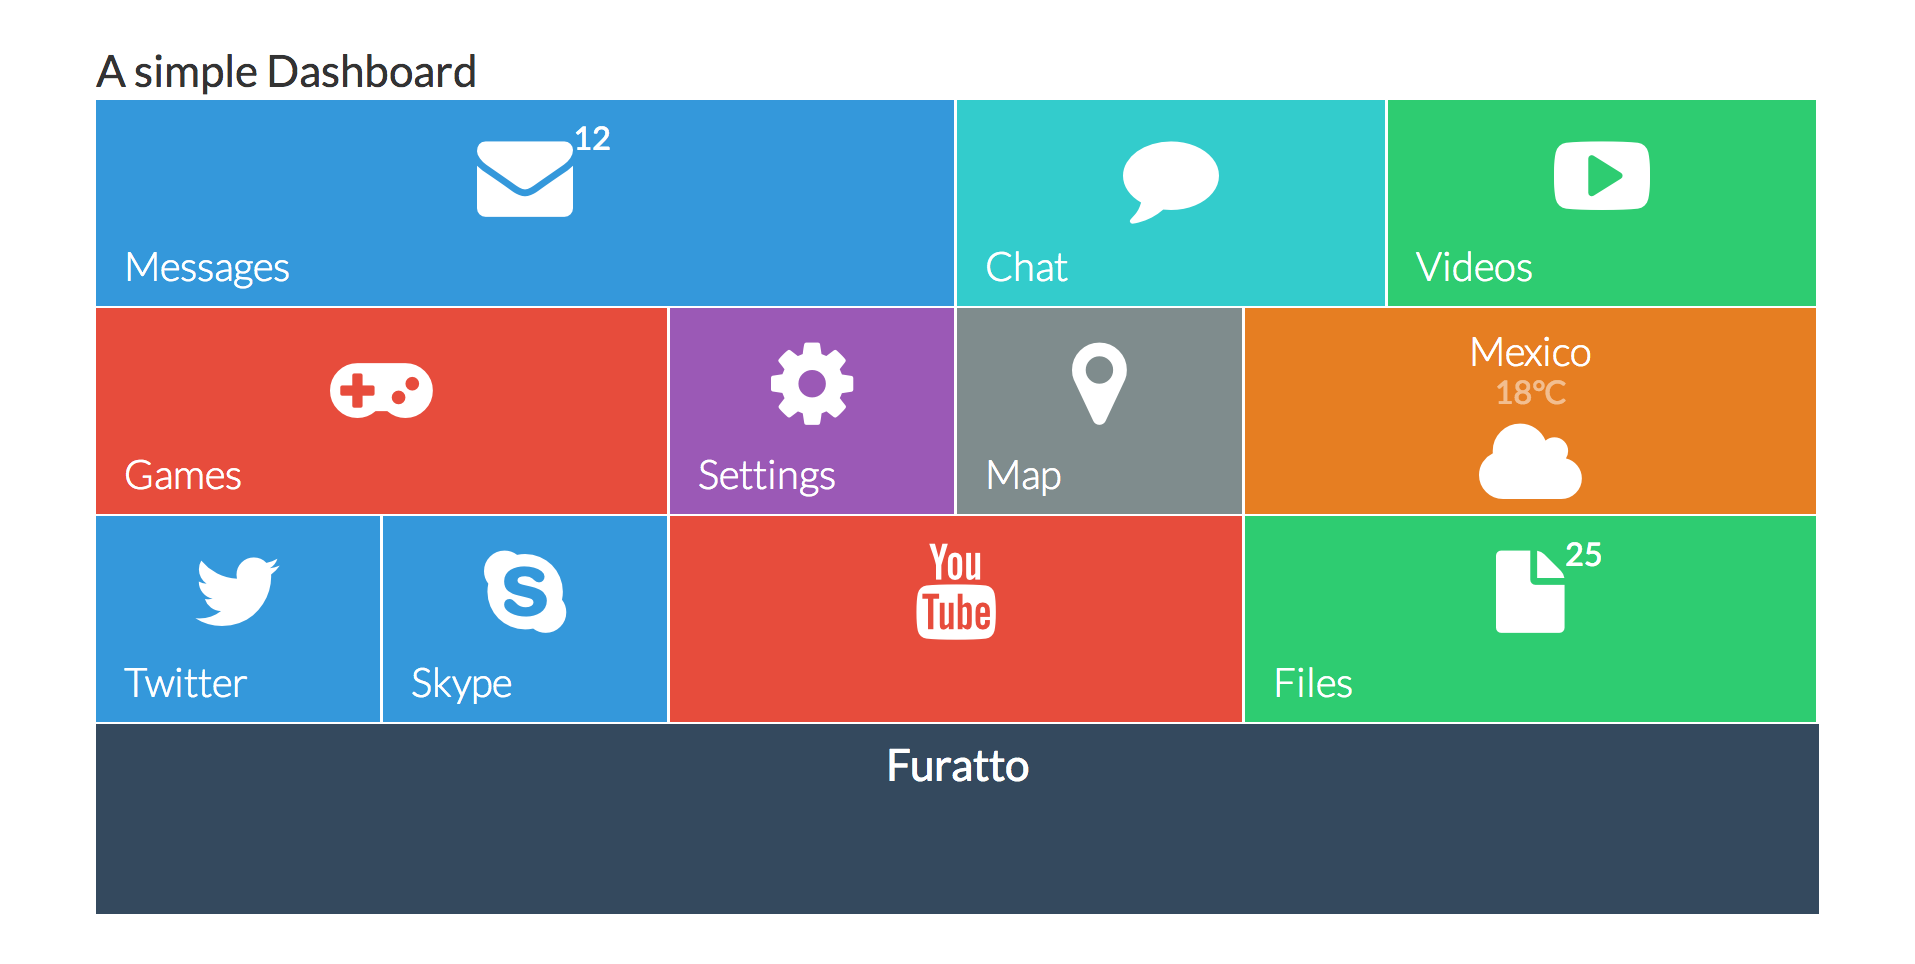 A simple Dashboard
12
Messages
Chat
Videos
Games
Settings
Map
Mexico
18°C
Twitter
Skype
You
Tube
25
Files
Furatto